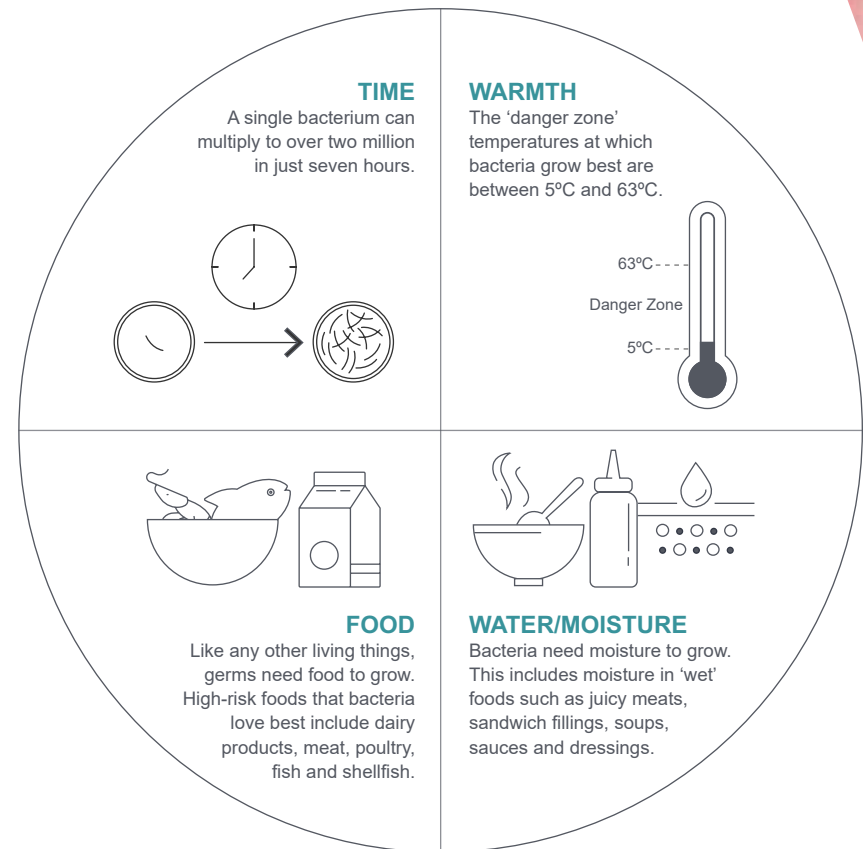 TIME
A single bacterium can
multiply to over two million
in just seven hours.
WARMTH
The ‘danger zone’
temperatures at which
bacteria grow best are
between 5ºC and 63ºC.
63ºC
Danger Zone
5ºC
FOOD
Like any other living things,
germs need food to grow.
High-risk foods that bacteria
love best include dairy
products, meat, poultry,
fish and shellfish.
WATER/MOISTURE
Bacteria need moisture to grow.
This includes moisture in ‘wet’
foods such as juicy meats,
sandwich fillings, soups,
sauces and dressings.